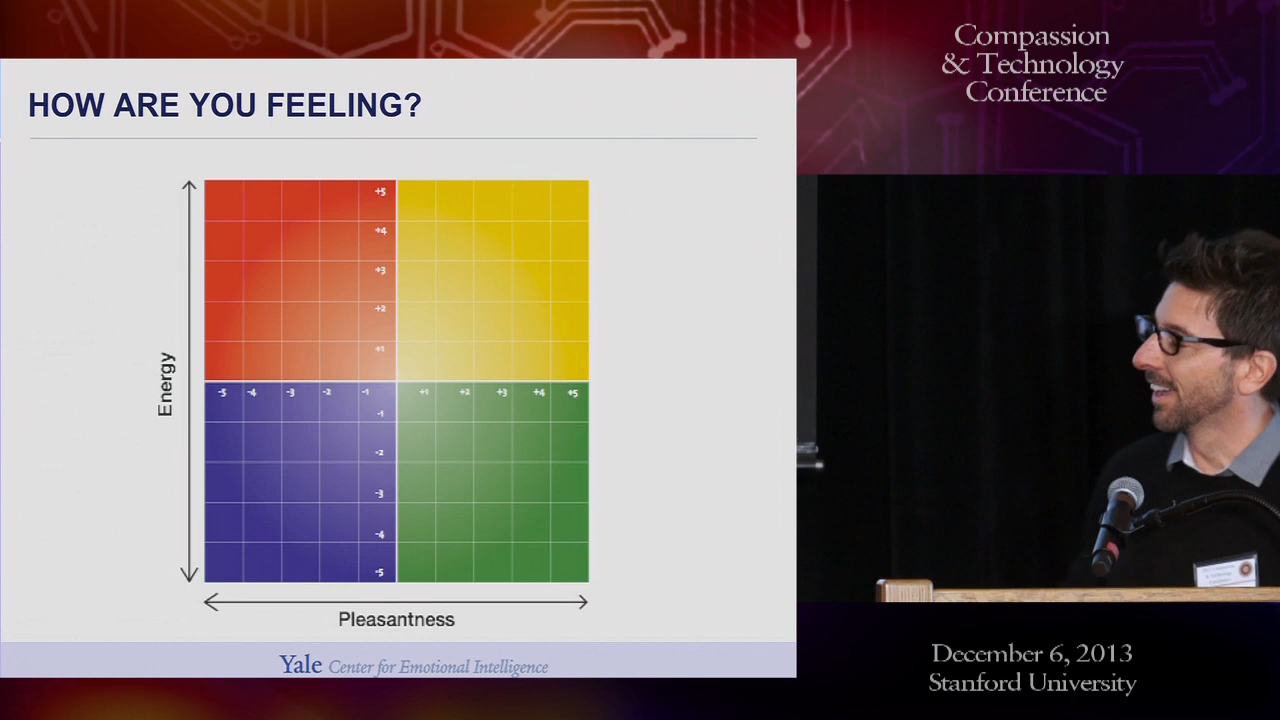 Compassion
& Technology
Conference
HOW ARE YOU FEELING?
+5
+4
+3
+2
+1
-5 -4 -3 -2 -1 +1 +2 +3 +4 +5
-1
-2
-3
-4
-5
Energy
Pleasantness
Yale Center for Emotional Intelligence
December 6, 2013
Stanford University